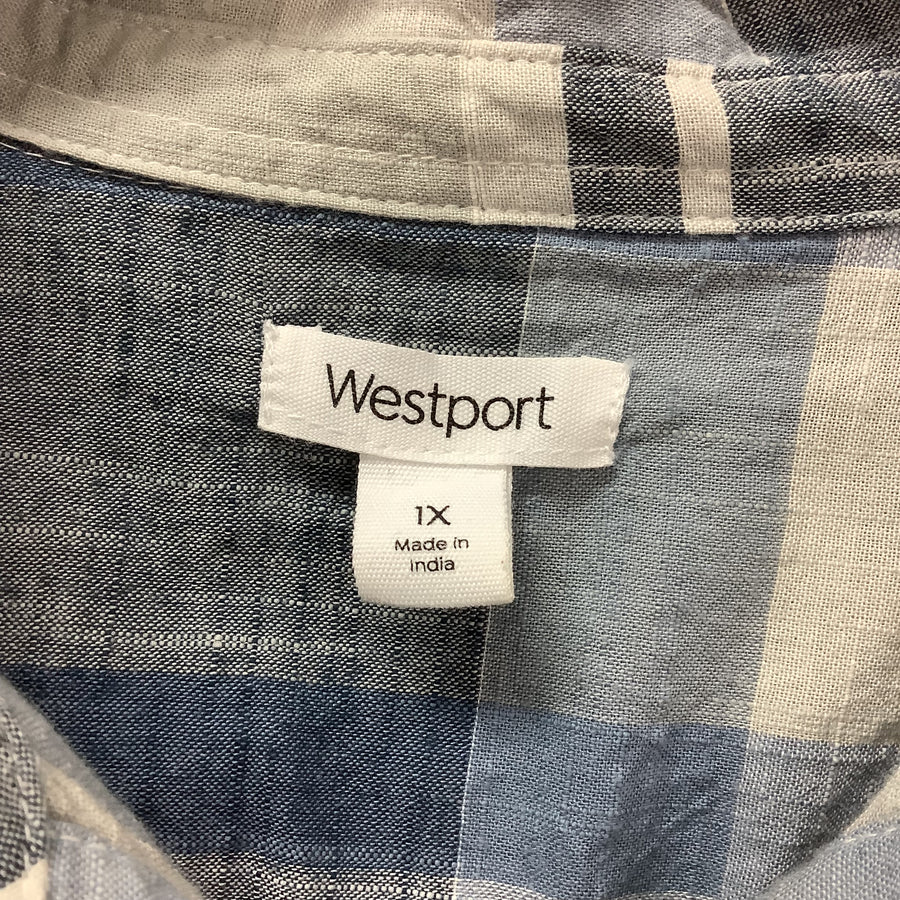 Westport
1X
Made in
India